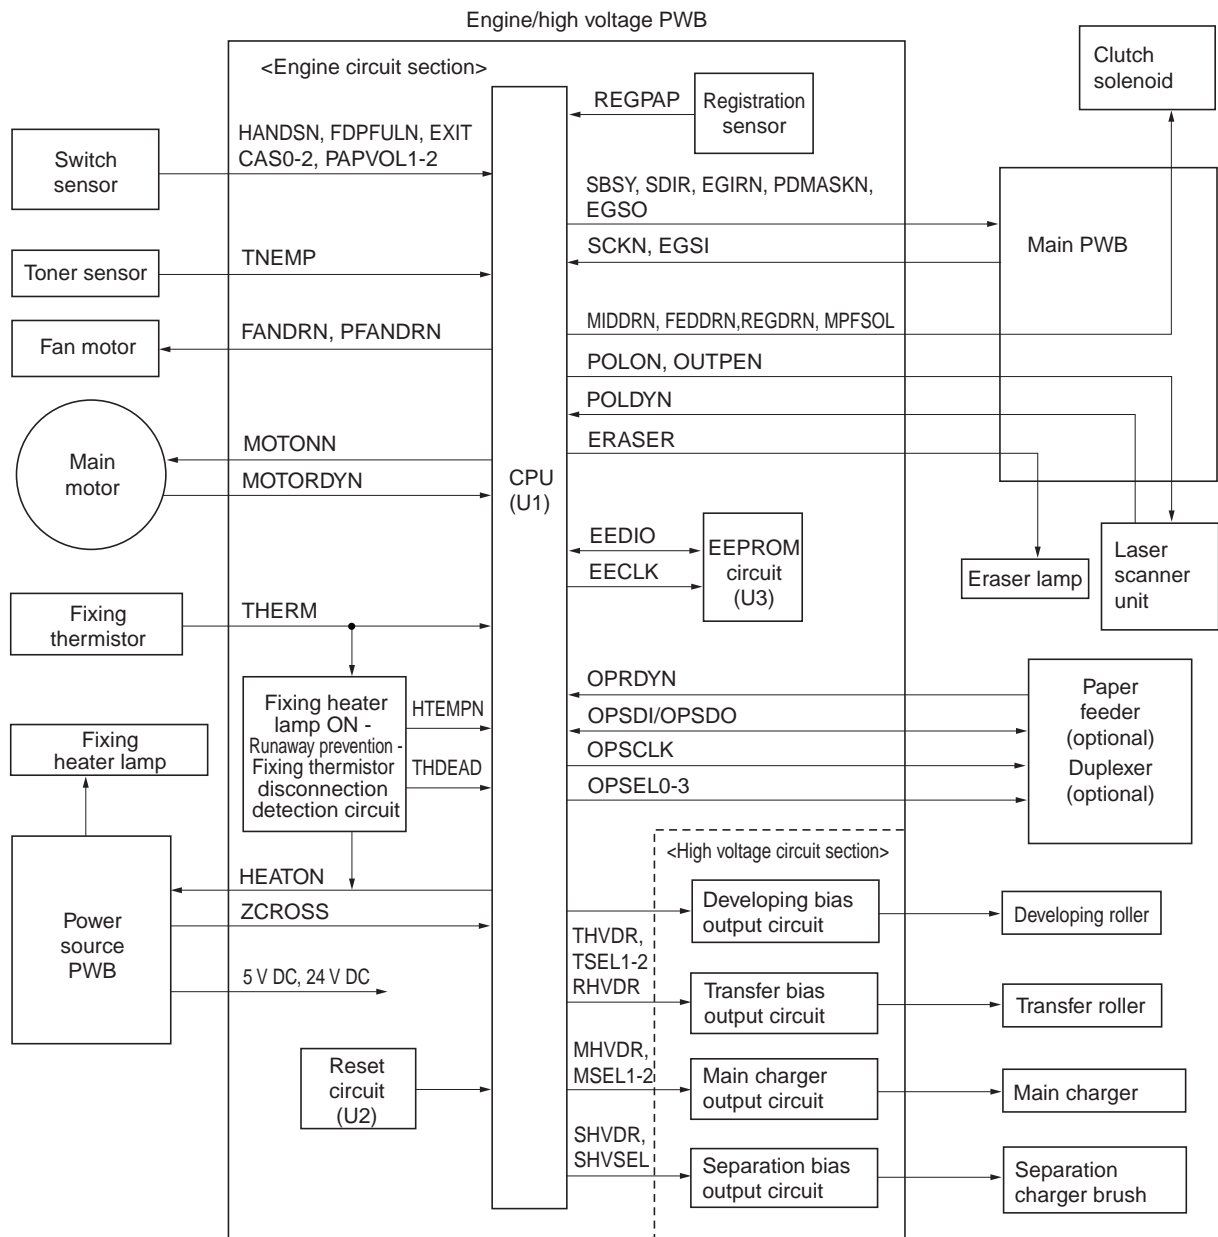 Engine/high voltage PWB
<Engine circuit section>
Clutch
solenoid
REGPAP
Registration
sensor
Switch
sensor
HANDSN, FDPFULN, EXIT
CAS0-2, PAPVOL1-2
SBSY, SDIR, EGIRN, PDMASKN,
EGSO
SCKN, EGSI
Main PWB
Toner sensor
TNEMP
Fan motor
FANDRN, PFANDRN
MIDDRN, FEDDRN,REGDRN, MPFSOL
POLON, OUTPEN
POLDYN
ERASER
Main
motor
MOTONN
MOTORDYN
CPU
(U1)
EEDIO
EECLK
EEPROM
circuit
(U3)
Eraser lamp
Laser
scanner
unit
Fixing
thermistor
THERM
Fixing heater
lamp ON -
Runaway prevention -
Fixing thermistor
disconnection
detection circuit
HTEMPN
THDEAD
OPRDYN
OPSDI/OPSDO
OPSCLK
OPSEL0-3
Paper
feeder
(optional)
Duplexer
(optional)
Fixing
heater lamp
Power
source
PWB
HEATON
ZCROSS
5 V DC, 24 V DC
Reset
circuit
(U2)
<High voltage circuit section>
Developing bias
output circuit
Developing roller
THVDR,
TSEL1-2
RHVDR
Transfer bias
output circuit
Transfer roller
MHVDR,
MSEL1-2
Main charger
output circuit
Main charger
SHVDR,
SHVSEL
Separation bias
output circuit
Separation
charger brush